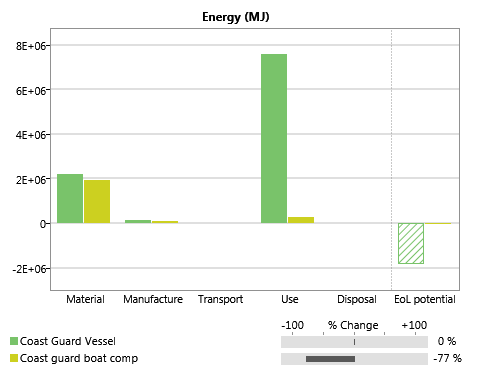 Energy (MJ)
8E+06
6E+06
4E+06
2E+06
0
-2E+06
Material Manufacture Transport Use Disposal EoL potential
-100 % Change +100
Coast Guard Vessel 0 %
Coast guard boat comp -77 %